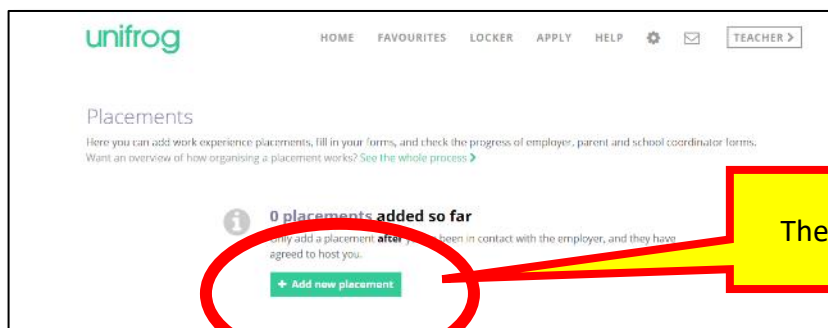 unifrog
HOME FAVOURITES LOCKER APPLY HELP TEACHER >
Placements
Here you can add work experience placements, fill in your forms, and check the progress of employer, parent and school coordinator forms.
Want an overview of how organising a placement works? See the whole process >
0 placements added so far
Only add a placement after been in contact with the employer, and they have
agreed to host you.
+ Add new placement
The